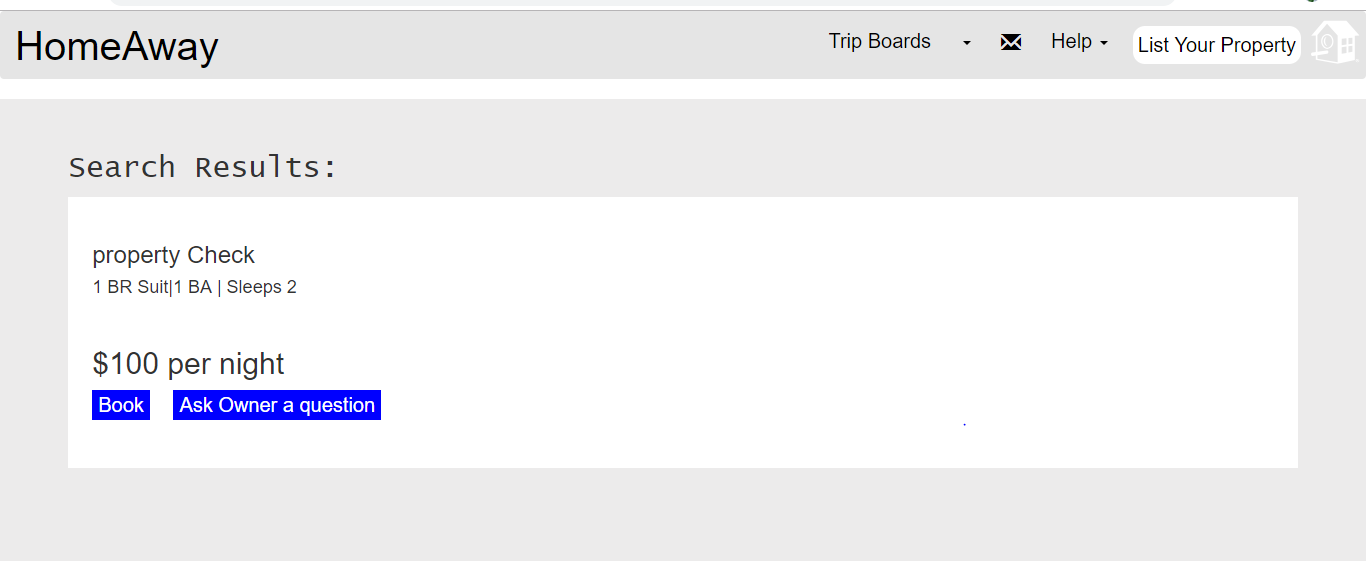 HomeAway
Trip Boards
Help
List Your Property
Search Results:
property Check
1 BR Suit|1 BA | Sleeps 2
$100 per night
Book
Ask Owner a question